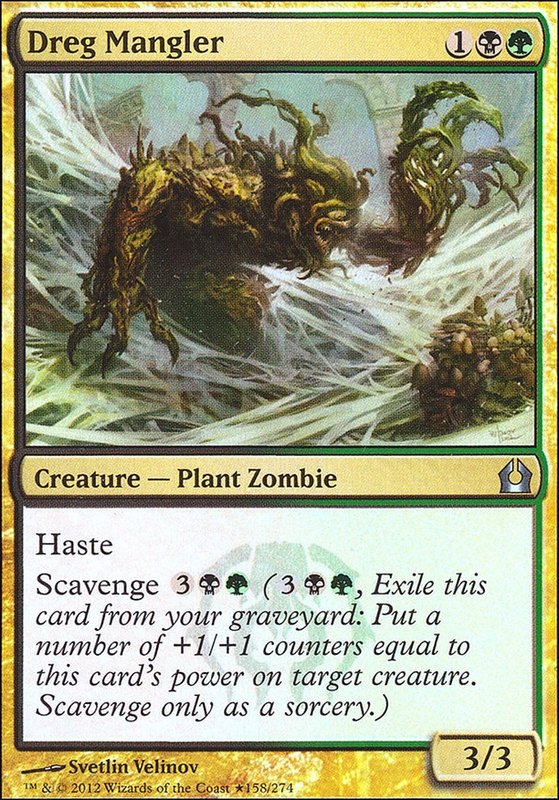 Dreg Mangler 1
Creature — Plant Zombie
Haste
Scavenge 3 (3, Exile this
card from your graveyard: Put a
number of +1/+1 counters equal to
this card's power on target creature.
Scavenge only as a sorcery.)
3/3
Svetlin Velinov
™ & © 2012 Wizards of the Coast ★158/274